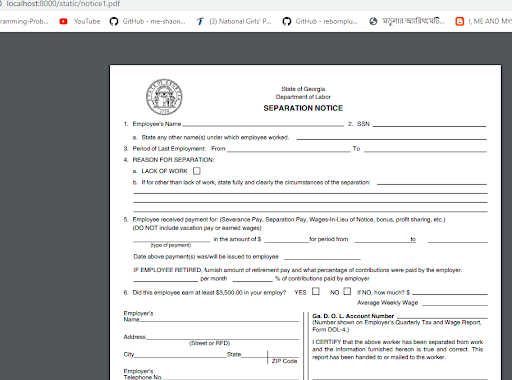 localhost:8000/static/notice1.pdf
ramming-Prob... YouTube GitHub - me-shaon... (3) National Girls' P... GitHub - rebornplu... মডুলার অ্যারিথমেটি... I, ME AND MY
State of Georgia
Department of Labor
SEPARATION NOTICE
1. Employee's Name 2. SSN
a. State any other name(s) under which employee worked.
3. Period of Last Employment: From To
4. REASON FOR SEPARATION:
a. LACK OF WORK
b. If for other than lack of work, state fully and clearly the circumstances of the separation:
5. Employee received payment for: (Severance Pay, Separation Pay, Wages-In-Lieu of Notice, bonus, profit sharing, etc.)
(DO NOT include vacation pay or earned wages)
in the amount of $ for period from to
(type of payment)
Date above payment(s) was/will be issued to employee
IF EMPLOYEE RETIRED, furnish amount of retirement pay and what percentage of contributions were paid by the employer.
per month % of contributions paid by employer
6. Did this employee earn at least $3,500.00 in your employ? YES NO If NO, how much? $
Average Weekly Wage
Employer's
Name
Address
(Street or RFD)
City State
ZIP Code
Employer's
Telephone No.
Ga. D. O. L. Account Number
(Number shown on Employer's Quarterly Tax and Wage Report,
Form DOL-4.)
I CERTIFY that the above worker has been separated from work
and the information furnished hereon is true and correct. This
report has been handed to or mailed to the worker.